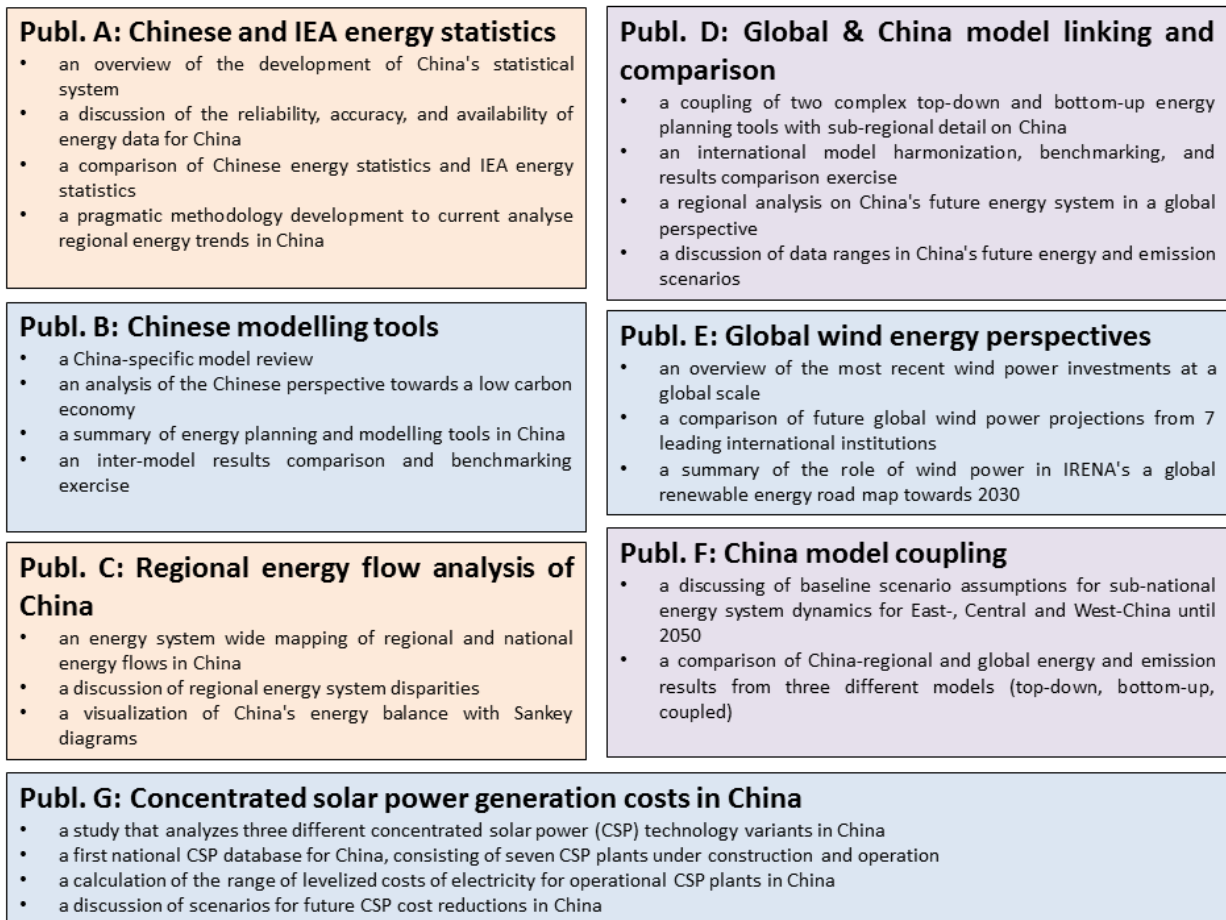 Publ. A: Chinese and IEA energy statistics
• an overview of the development of China's statistical
system
• a discussion of the reliability, accuracy, and availability of
energy data for China
• a comparison of Chinese energy statistics and IEA energy
statistics
• a pragmatic methodology development to current analyse
regional energy trends in China
Publ. B: Chinese modelling tools
• a China-specific model review
• an analysis of the Chinese perspective towards a low carbon
economy
• a summary of energy planning and modelling tools in China
• an inter-model results comparison and benchmarking
exercise
Publ. C: Regional energy flow analysis of
China
• an energy system wide mapping of regional and national
energy flows in China
• a discussion of regional energy system disparities
• a visualization of China's energy balance with Sankey
diagrams
Publ. D: Global & China model linking and
comparison
• a coupling of two complex top-down and bottom-up energy
planning tools with sub-regional detail on China
• an international model harmonization, benchmarking, and
results comparison exercise
• a regional analysis on China's future energy system in a global
perspective
• a discussion of data ranges in China's future energy and emission
scenarios
Publ. E: Global wind energy perspectives
• an overview of the most recent wind power investments at a
global scale
• a comparison of future global wind power projections from 7
leading international institutions
• a summary of the role of wind power in IRENA's a global
renewable energy road map towards 2030
Publ. F: China model coupling
• a discussing of baseline scenario assumptions for sub-national
energy system dynamics for East-, Central and West-China until
2050
• a comparison of China-regional and global energy and emission
results from three different models (top-down, bottom-up,
coupled)
Publ. G: Concentrated solar power generation costs in China
• a study that analyzes three different concentrated solar power (CSP) technology variants in China
• a first national CSP database for China, consisting of seven CSP plants under construction and operation
• a calculation of the range of levelized costs of electricity for operational CSP plants in China
• a discussion of scenarios for future CSP cost reductions in China